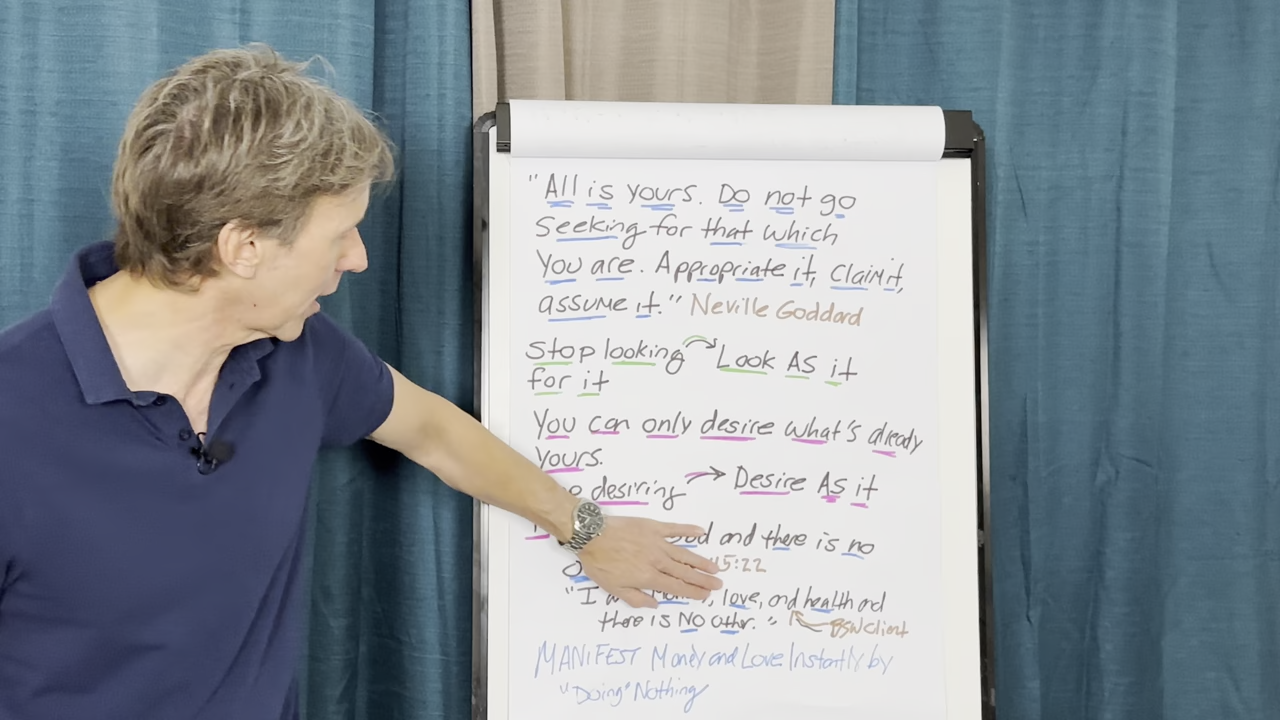 "All is yours. Do not go
Seeking for that which
You are. Appropriate it, Claim it,
assume it." Neville Goddard
Stop looking Look AS it
for it
You can only desire what's already
yours.
desiring Desire As it
and there is no
45:22
"I love, and health and
there is NO other." BSW client
MANIFEST Money and Love Instantly by
"Doing" Nothing